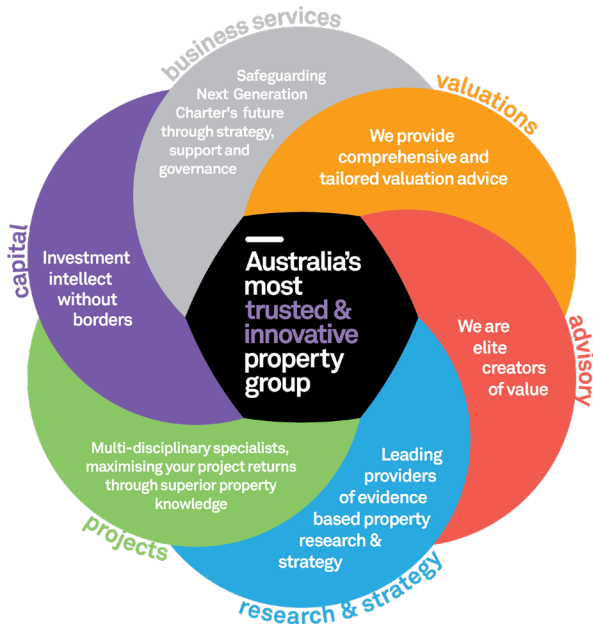 business services
Safeguarding
Next Generation
Charter's future
through strategy,
support and
governance
valuations
We provide
comprehensive and
tailored valuation advice
advisory
We are
elite
creators
of value
research & strategy
Leading
providers
of evidence
based property
research &
strategy
projects
Multi-disciplinary specialists,
maximising your project returns
through superior property
knowledge
capital
Investment
intellect
without
borders
Australia's
most
trusted &
innovative
property
group